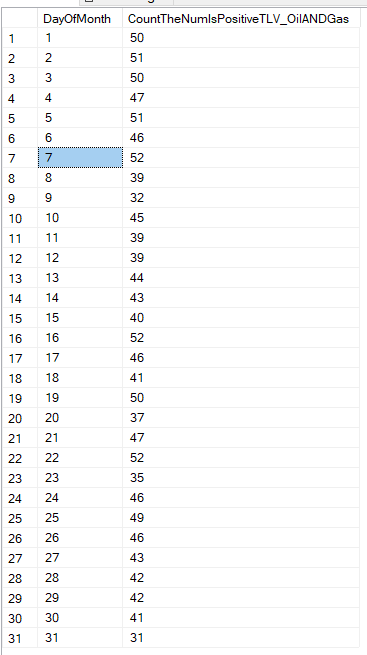 DayOfMonth CountTheNumIsPositiveTLV_OilANDGas
1 1 50
2 2 51
3 3 50
4 4 47
5 5 51
6 6 46
7 7 52
8 8 39
9 9 32
10 10 45
11 11 39
12 12 39
13 13 44
14 14 43
15 15 40
16 16 52
17 17 46
18 18 41
19 19 50
20 20 37
21 21 47
22 22 52
23 23 35
24 24 46
25 25 49
26 26 46
27 27 43
28 28 42
29 29 42
30 30 41
31 31 31